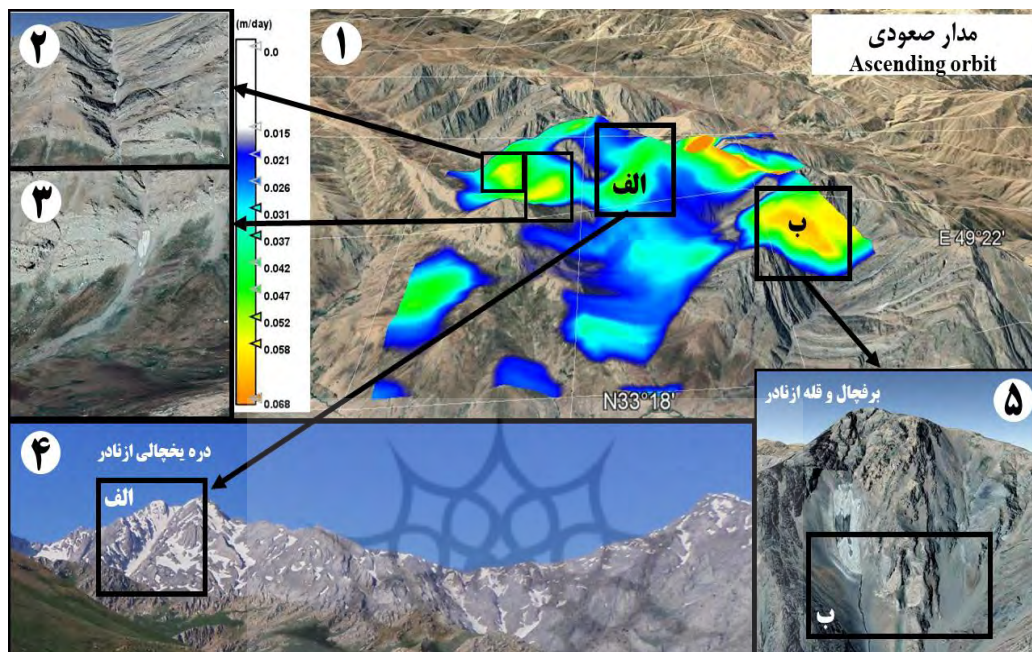 ۱
مدار صعودی
Ascending orbit
۲
۳
(m/day)
0.0
0.015
0.021
0.026
0.031
0.037
0.042
0.047
0.052
0.058
0.068
الف
ب
E 49°22'
N33°18'
۴
دره یخچالی ازنادر
الف
۵
برفچال و قله ازنادر
ب